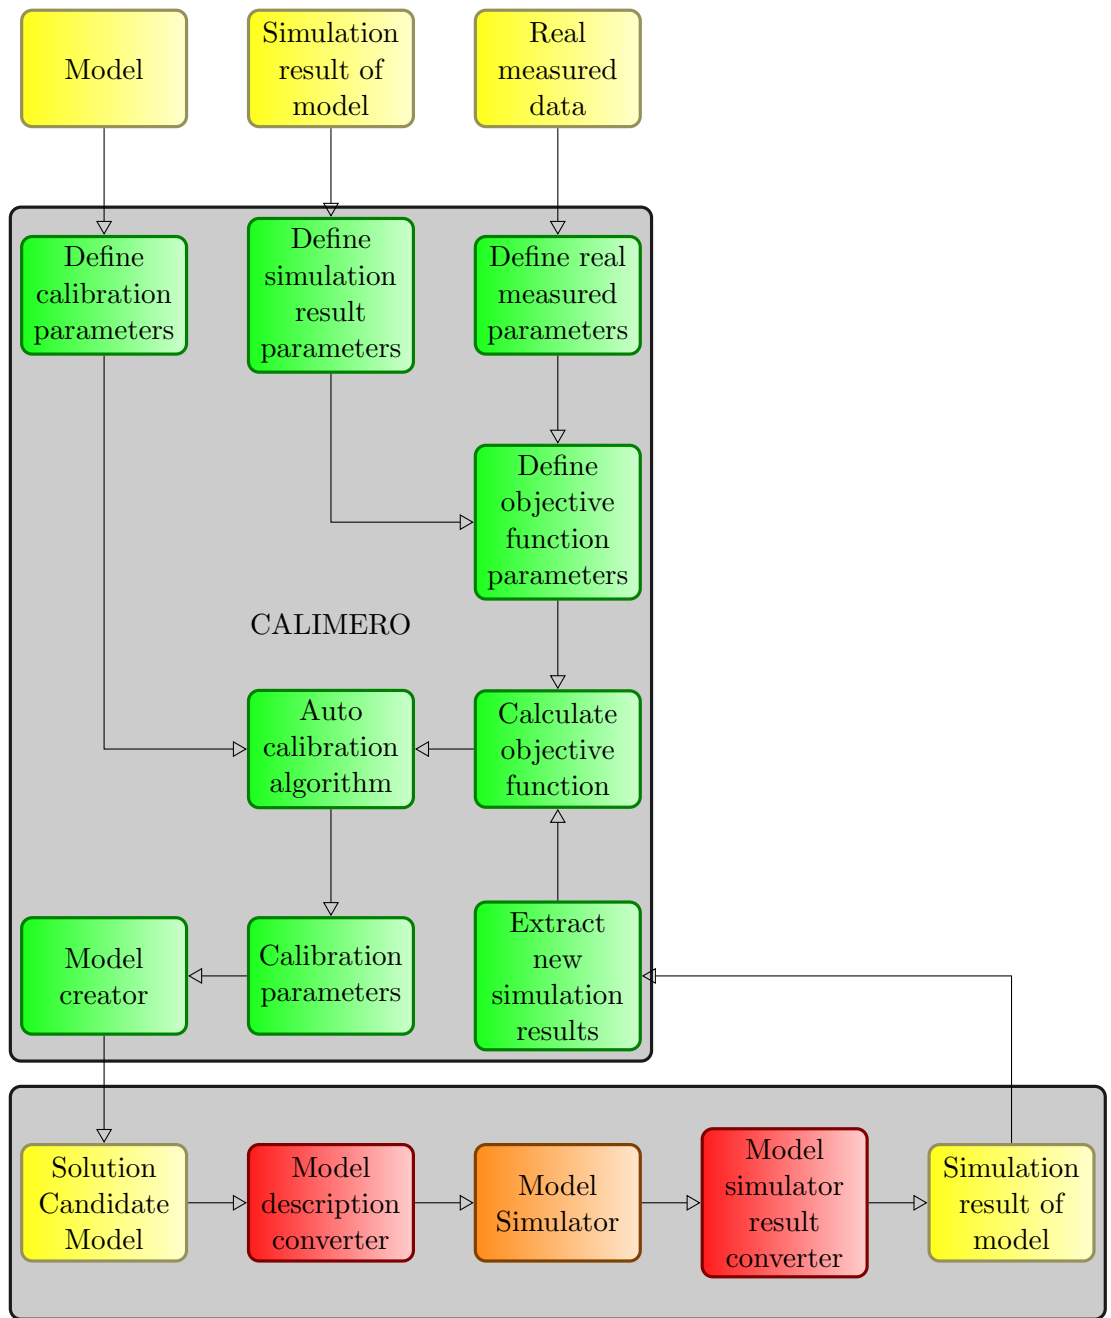 Model
Simulation
result of
model
Real
measured
data
Define
calibration
parameters
Define
simulation
result
parameters
Define real
measured
parameters
Define
objective
function
parameters
CALIMERO
Auto
calibration
algorithm
Calculate
objective
function
Model
creator
Calibration
parameters
Extract
new
simulation
results
Solution
Candidate
Model
Model
description
converter
Model
Simulator
Model
simulator
result
converter
Simulation
result of
model